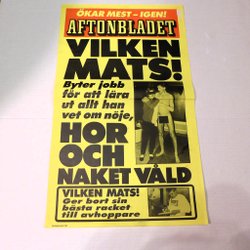 ÖKAR MEST – IGEN!
AFTONBLADET
VILKEN
MATS!
Byter jobb
för att lära
ut allt han
vet om nöje,
HOR
OCH
NAKET VÅLD
VILKEN MATS!
Ger bort sin
bästa racket
till avhoppare